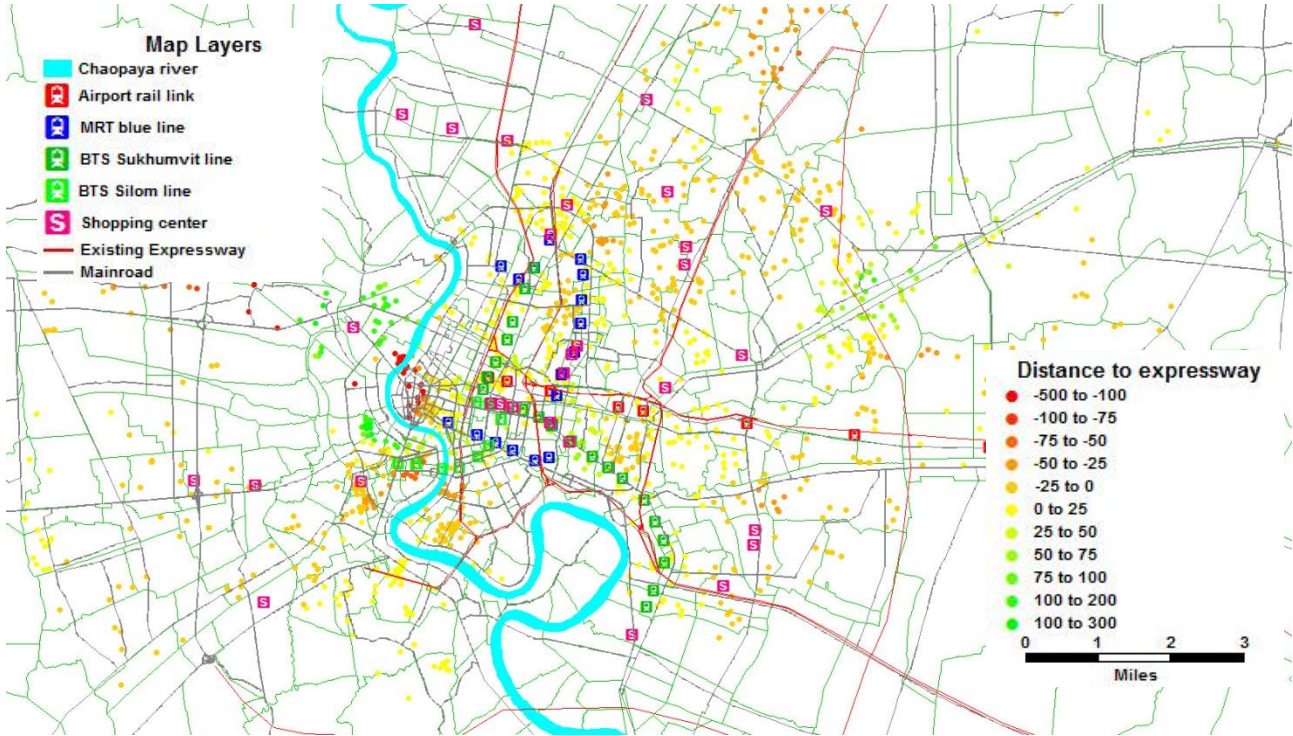 Map Layers
Chaopaya river
Airport rail link
MRT blue line
BTS Sukhumvit line
BTS Silom line
S Shopping center
Existing Expressway
Mainroad
Distance to expressway
-500 to -100
-100 to -75
-75 to -50
-50 to -25
-25 to 0
0 to 25
25 to 50
50 to 75
75 to 100
100 to 200
100 to 300
0 1 2 3
Miles